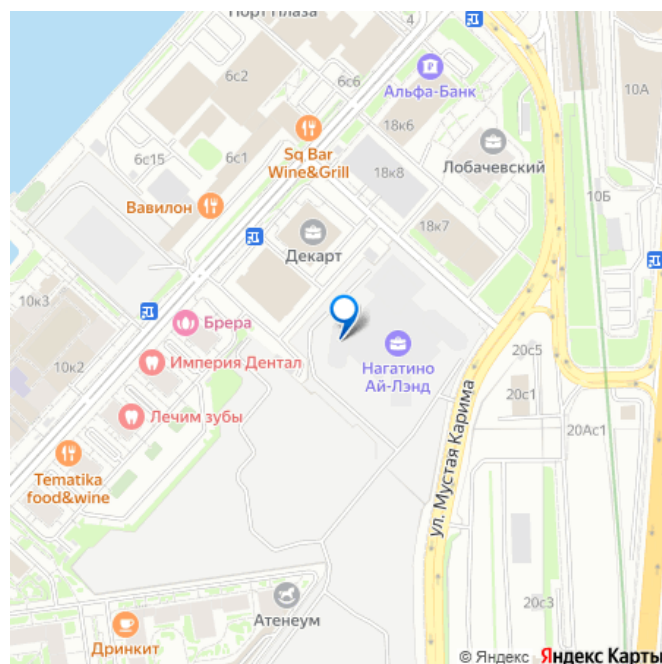 Порт Плаза
6с2
6с6
Альфа-Банк
10А
18к6
Sq Bar
Wine&Grill
6с1
6с15
18к8
Лобачевский
Вавилон
10Б
18к7
Декарт
10к3
Брера
10к2
Империя Дентал
Нагатино
Ай-Лэнд
20с5
20с1
Лечим зубы
20Ас1
ул. Мустая Карима
Tematika
food&wine
20с3
Атенеум
Дринкит
© Яндекс Яндекс Карты